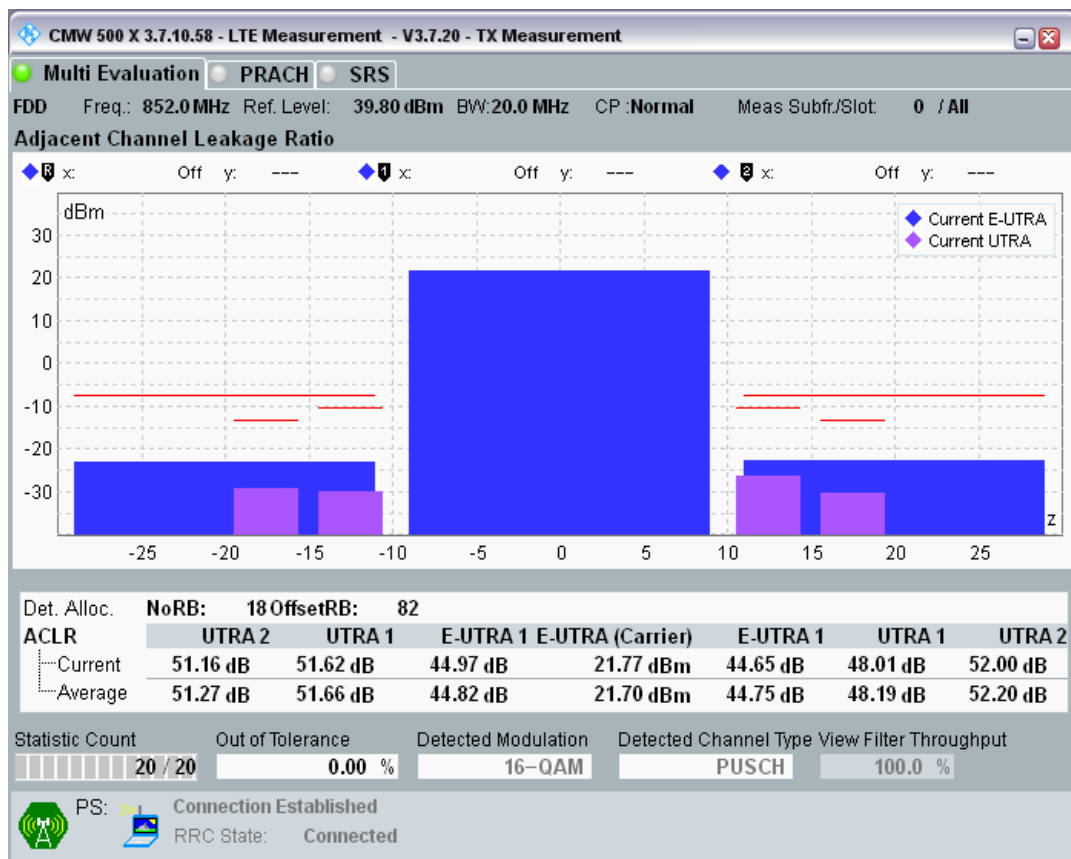 CMW 500 X 3.7.10.58 - LTE Measurement - V3.7.20 - TX Measurement
Multi Evaluation PRACH SRS
FDD Freq.: 852.0 MHz Ref. Level: 39.80 dBm BW:20.0 MHz CP :Normal Meas Subfr./Slot: 0 / All
Adjacent Channel Leakage Ratio
R x: Off y: --- 1 x: Off y: --- 2 x: Off y: ---
dBm
Current E-UTRA
Current UTRA
30
20
10
0
-10
-20
-30
z
-25 -20 -15 -10 -5 0 5 10 15 20 25
Det. Alloc. NoRB: 18 OffsetRB: 82
ACLR UTRA 2 UTRA 1 E-UTRA 1 E-UTRA (Carrier) E-UTRA 1 UTRA 1 UTRA 2
Current 51.16 dB 51.62 dB 44.97 dB 21.77 dBm 44.65 dB 48.01 dB 52.00 dB
Average 51.27 dB 51.66 dB 44.82 dB 21.70 dBm 44.75 dB 48.19 dB 52.20 dB
Statistic Count Out of Tolerance Detected Modulation Detected Channel Type View Filter Throughput
20 / 20 0.00 % 16-QAM PUSCH 100.0 %
PS: Connection Established
RRC State: Connected